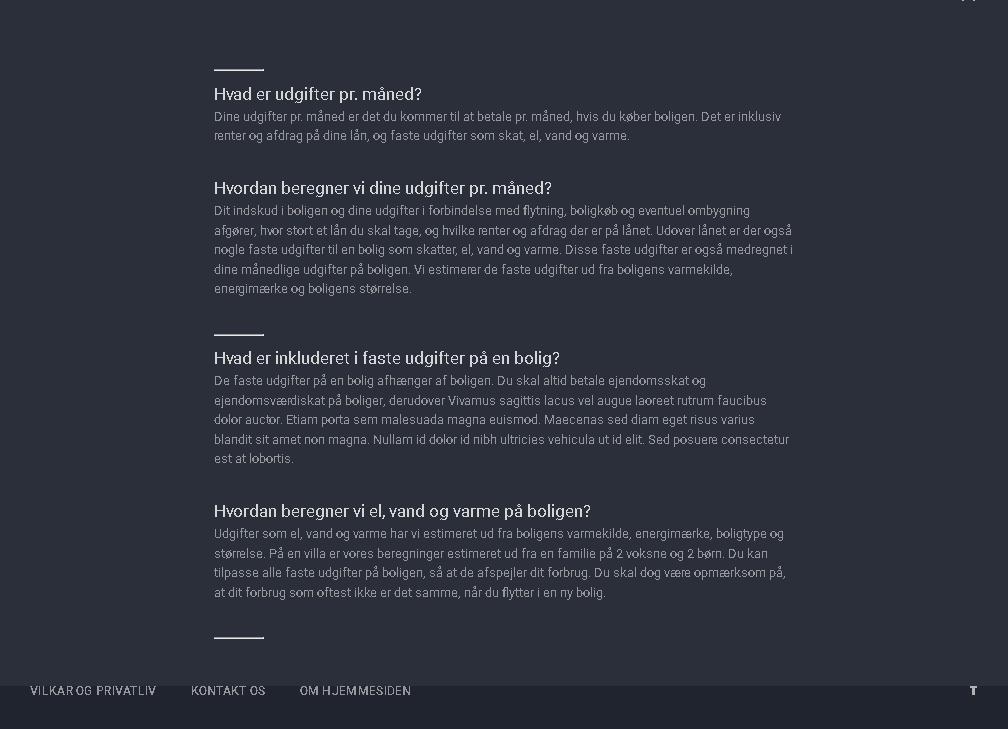 Hvad er udgifter pr. måned?
Dine udgifter pr. måned er det du kommer til at betale pr. måned, hvis du køber boligen. Det er inklusiv
renter og afdrag på dine lån, og faste udgifter som skat, el, vand og varme.
Hvordan beregner vi dine udgifter pr. måned?
Dit indskud i boligen og dine udgifter i forbindelse med flytning, boligkøb og eventuel ombygning
afgører, hvor stort et lån du skal tage, og hvilke renter og afdrag der er på lånet. Udover lånet er der også
nogle faste udgifter til en bolig som skatter, el, vand og varme. Disse faste udgifter er også medregnet i
dine månedlige udgifter på boligen. Vi estimerer de faste udgifter ud fra boligens varmekilde,
energimærke og boligens størrelse.
Hvad er inkluderet i faste udgifter på en bolig?
De faste udgifter på en bolig afhænger af boligen. Du skal altid betale ejendomsskat og
ejendomsværdiskat på boliger, derudover Vivamus sagittis lacus vel augue laoreet rutrum faucibus
dolor auctor. Etiam porta sem malesuada magna euismod. Maecenas sed diam eget risus varius
blandit sit amet non magna. Nullam id dolor id nibh ultricies vehicula ut id elit. Sed posuere consectetur
est at lobortis.
Hvordan beregner vi el, vand og varme på boligen?
Udgifter som el, vand og varme har vi estimeret ud fra boligens varmekilde, energimærke, boligtype og
størrelse. På en villa er vores beregninger estimeret ud fra en familie på 2 voksne og 2 børn. Du kan
tilpasse alle faste udgifter på boligen, så at de afspejler dit forbrug. Du skal dog være opmærksom på,
at dit forbrug som oftest ikke er det samme, når du flytter i en ny bolig.
VILKAR OG PRIVATLIV KONTAKT OS OM HJEMMESIDEN T